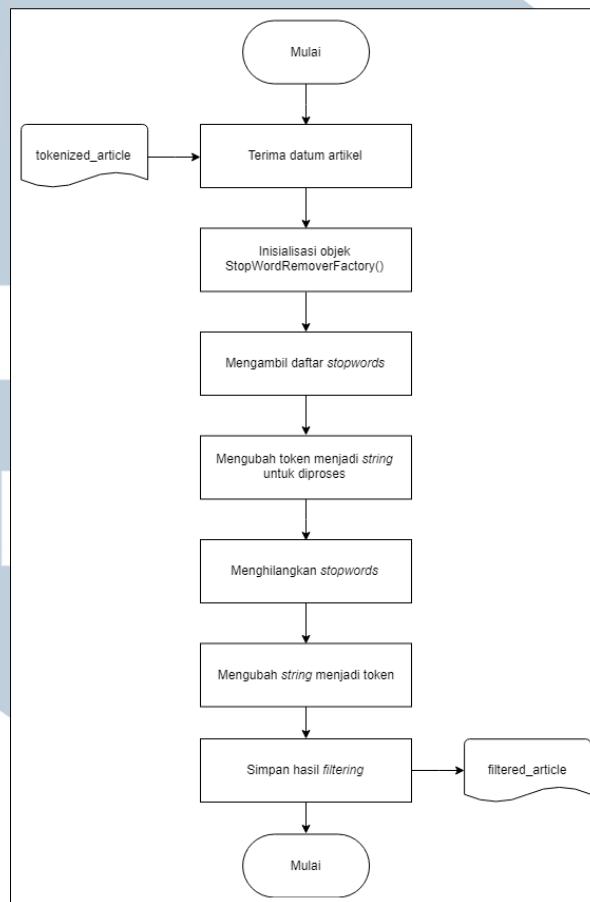 Mulai
tokenized_article
Terima datum artikel
Inisialisasi objek
StopWordRemoverFactory()
Mengambil daftar stopwords
Mengubah token menjadi string
untuk diproses
Menghilangkan stopwords
Mengubah string menjadi token
Simpan hasil filtering
filtered_article
Mulai